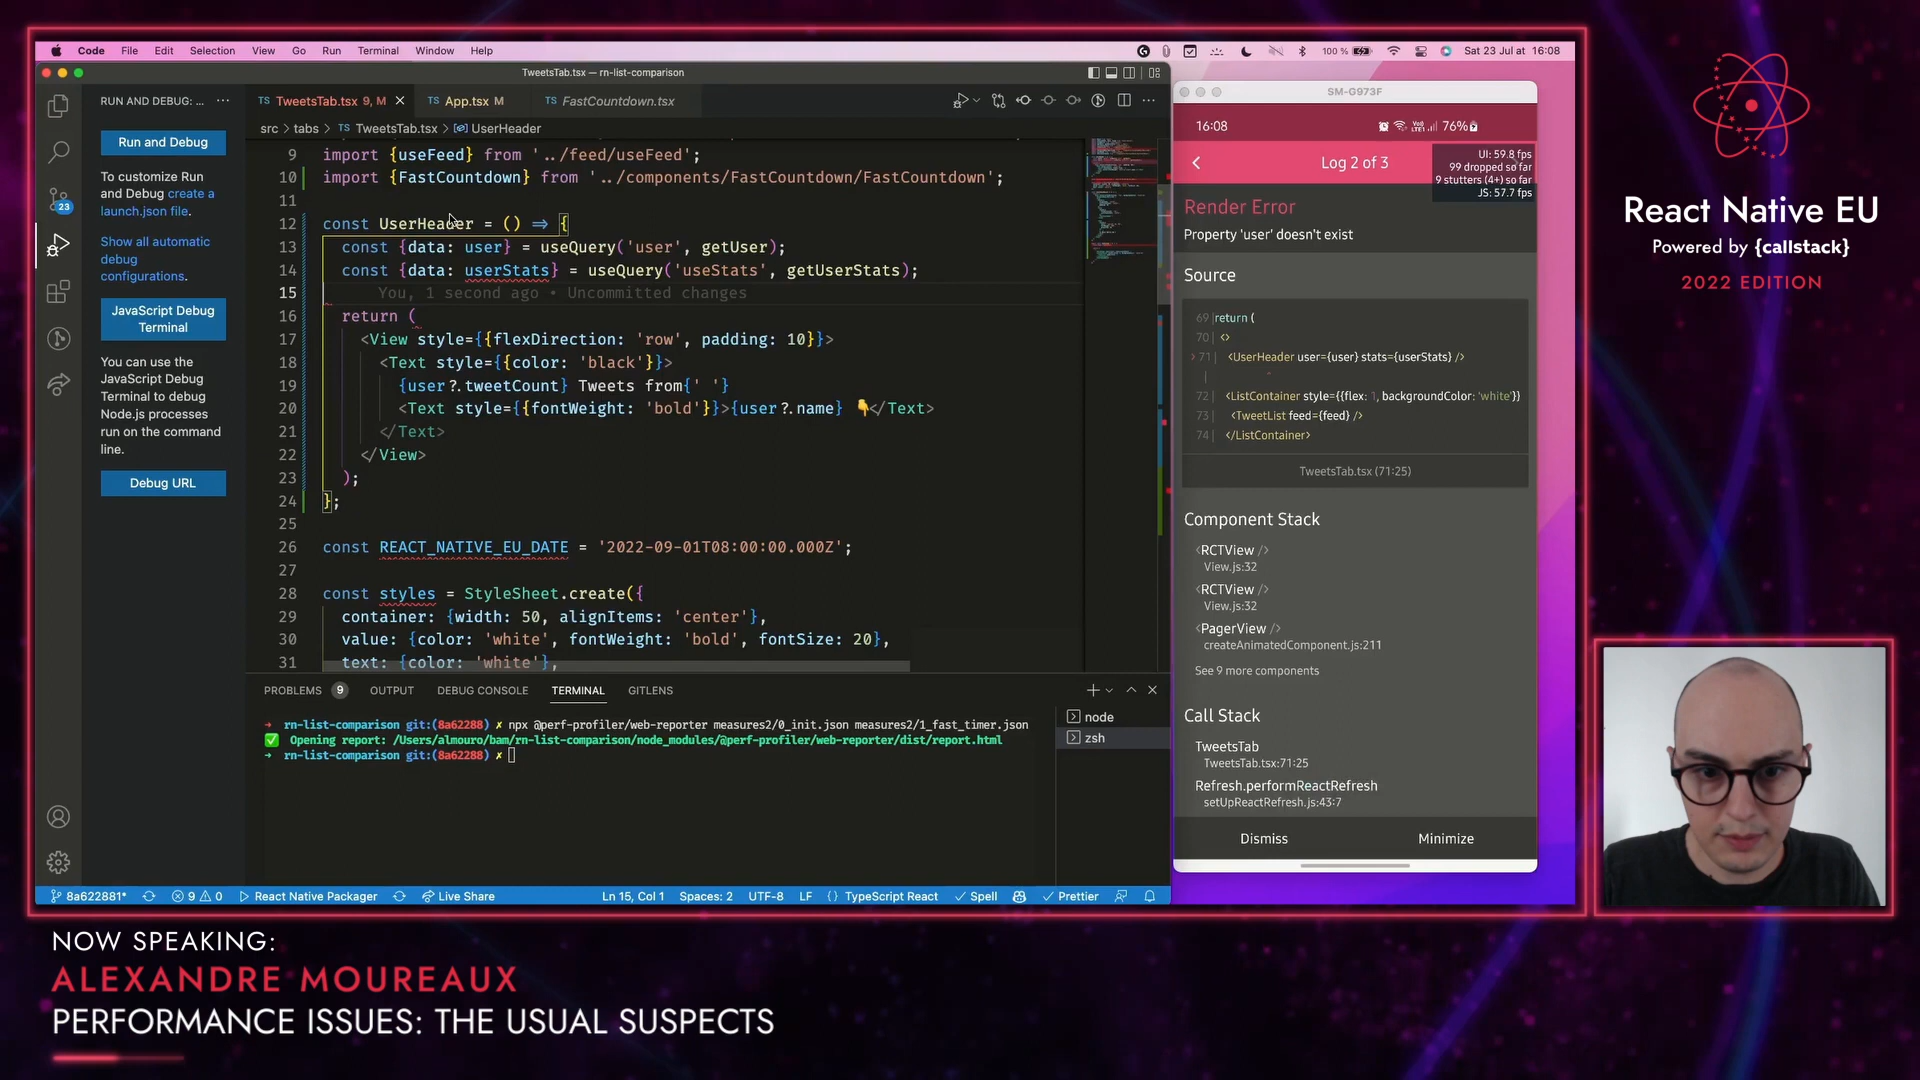 Code File Edit Selection View Go Run Terminal Window Help
100 % Sat 23 Jul at 16:08
TweetsTab.tsx — rn-list-comparison
RUN AND DEBUG: ... ···
TS TweetsTab.tsx 9, M
TS App.tsx M
TS FastCountdown.tsx
src > tabs > TS TweetsTab.tsx > UserHeader
Run and Debug
To customize Run
and Debug create a
launch.json file.
Show all automatic
debug
configurations.
JavaScript Debug
Terminal
You can use the
JavaScript Debug
Terminal to debug
Node.js processes
run on the command
line.
Debug URL
23
9 import {useFeed} from '../feed/useFeed';
10 import {FastCountdown} from '../components/FastCountdown/FastCountdown';
11
12 const UserHeader = () => {
13 const {data: user} = useQuery('user', getUser);
14 const {data: userStats} = useQuery('useStats', getUserStats);
15 You, 1 second ago • Uncommitted changes
16 return (
17 <View style={{flexDirection: 'row', padding: 10}}>
18 <Text style={{color: 'black'}}>
19 {user?.tweetCount} Tweets from{' '}
20 <Text style={{fontWeight: 'bold'}}>{user?.name} 👇</Text>
21 </Text>
22 </View>
23 );
24 };
25
26 const REACT_NATIVE_EU_DATE = '2022-09-01T08:00:00.000Z';
27
28 const styles = StyleSheet.create({
29 container: {width: 50, alignItems: 'center'},
30 value: {color: 'white', fontWeight: 'bold', fontSize: 20},
31 text: {color: 'white'},
PROBLEMS 9 OUTPUT DEBUG CONSOLE TERMINAL GITLENS
→ rn-list-comparison git:(8a62288) ✗ npx @perf-profiler/web-reporter measures2/0_init.json measures2/1_fast_timer.json
✅ Opening report: /Users/almouro/bam/rn-list-comparison/node_modules/@perf-profiler/web-reporter/dist/report.html
→ rn-list-comparison git:(8a62288) ✗
node
zsh
8a622881* 9 0 React Native Packager Live Share Ln 15, Col 1 Spaces: 2 UTF-8 LF {} TypeScript React Spell Prettier
SM-G973F
16:08 76%
Log 2 of 3
UI: 59.8 fps
99 dropped so far
9 stutters (4+) so far
JS: 57.7 fps
Render Error
Property 'user' doesn't exist
Source
69| return (
70| <>
> 71| <UserHeader user={user} stats={userStats} />
| ^
72| <ListContainer style={{flex: 1, backgroundColor: 'white'}}
73| <TweetList feed={feed} />
74| </ListContainer>
TweetsTab.tsx (71:25)
Component Stack
<RCTView />
View.js:32
<RCTView />
View.js:32
<PagerView />
createAnimatedComponent.js:211
See 9 more components
Call Stack
TweetsTab
TweetsTab.tsx:71:25
Refresh.performReactRefresh
setUpReactRefresh.js:43:7
Dismiss Minimize
React Native EU
Powered by {callstack}
2022 EDITION
NOW SPEAKING:
ALEXANDRE MOUREAUX
PERFORMANCE ISSUES: THE USUAL SUSPECTS